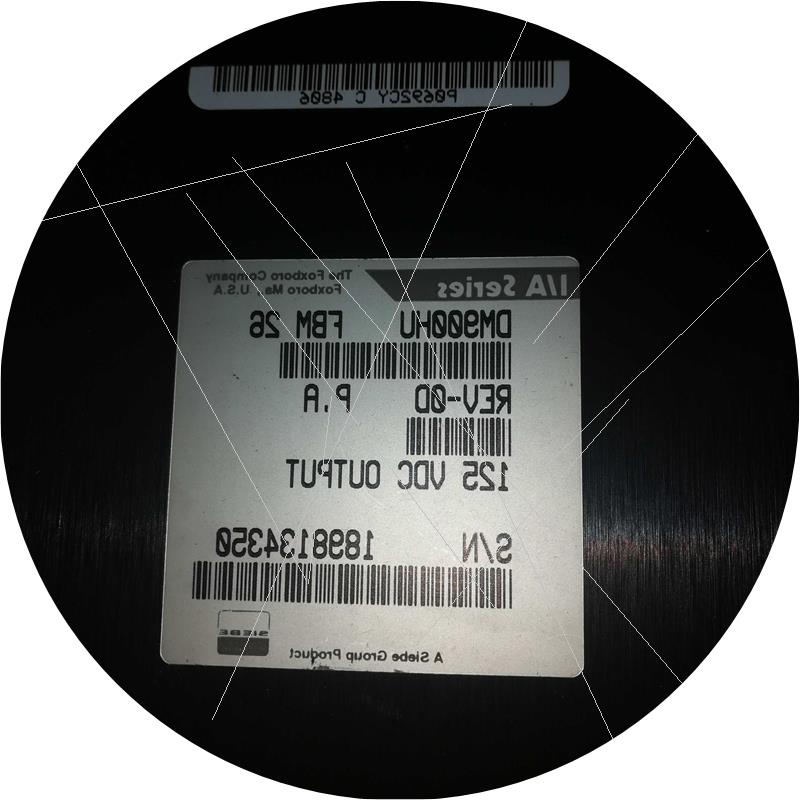 P0692CY C 4806
I/A Series The Foxboro Company
Foxboro Ma., U.S.A
DM900HU FBM 26
REV-0D P.A
125 VDC OUTPUT
S/N 1898134350
SIEBE
A Siebe Group Product